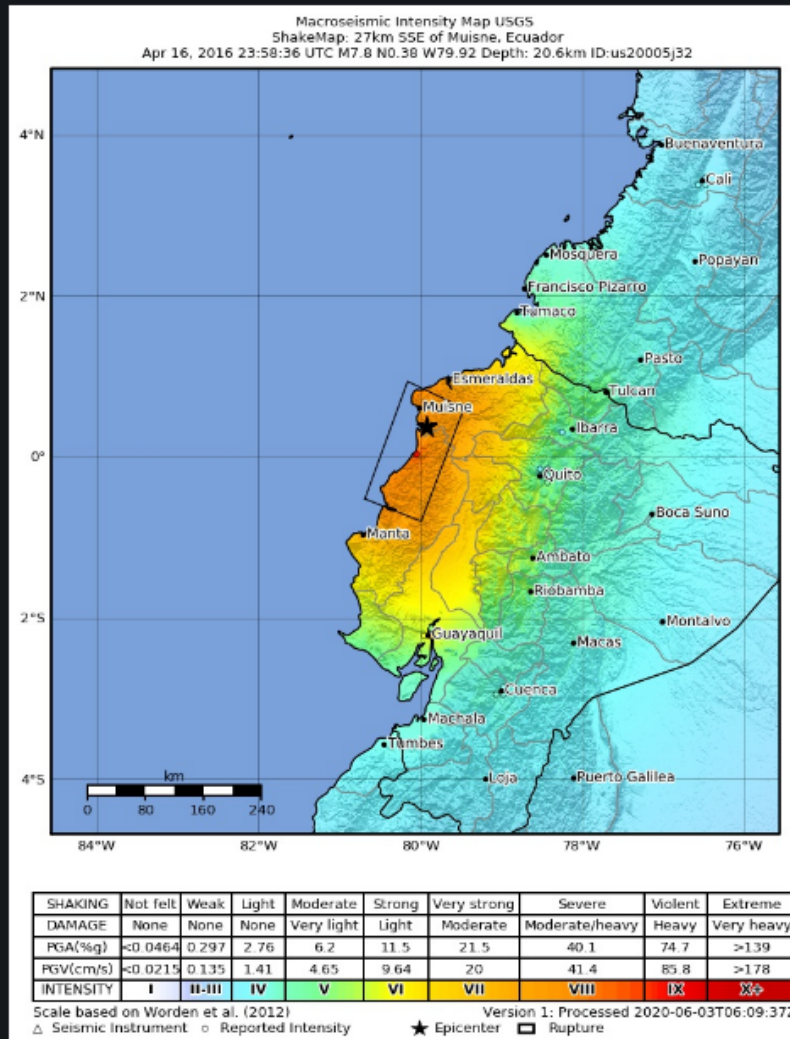 Macroseismic Intensity Map USGS
ShakeMap: 27km SSE of Muisne, Ecuador
Apr 16, 2016 23:58:36 UTC M7.8 N0.38 W79.92 Depth: 20.6km ID:us20005j32
4°N
Buenaventura
Cali
Mosquera
Popayan
2°N
Francisco Pizarro
Tumaco
Pasto
Esmeraldas
Tulcan
Muisne
Ibarra
0°
Quito
Boca Suno
Manta
Ambato
Riobamba
2°S
Guayaquil
Montalvo
Macas
Cuenca
Machala
Tumbes
km
4°S
Loja
Puerto Galilea
0 80 160 240
84°W 82°W 80°W 78°W 76°W
SHAKING Not felt Weak Light Moderate Strong Very strong Severe Violent Extreme
DAMAGE None None None Very light Light Moderate Moderate/heavy Heavy Very heavy
PGA(%g) <0.0464 0.297 2.76 6.2 11.5 21.5 40.1 74.7 >139
PGV(cm/s) <0.0215 0.135 1.41 4.65 9.64 20 41.4 85.8 >178
INTENSITY I II-III IV V VI VII VIII IX X+
Scale based on Worden et al. (2012) Version 1: Processed 2020-06-03T06:09:37Z
△ Seismic Instrument ○ Reported Intensity ★ Epicenter □ Rupture